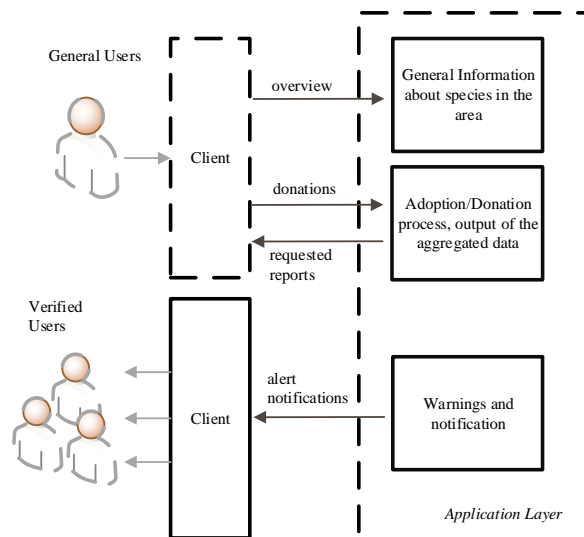 General Users
Client
overview
General Information
about species in the
area
donations
requested
reports
Adoption/Donation
process, output of the
aggregated data
Verified
Users
Client
alert
notifications
Warnings and
notification
Application Layer